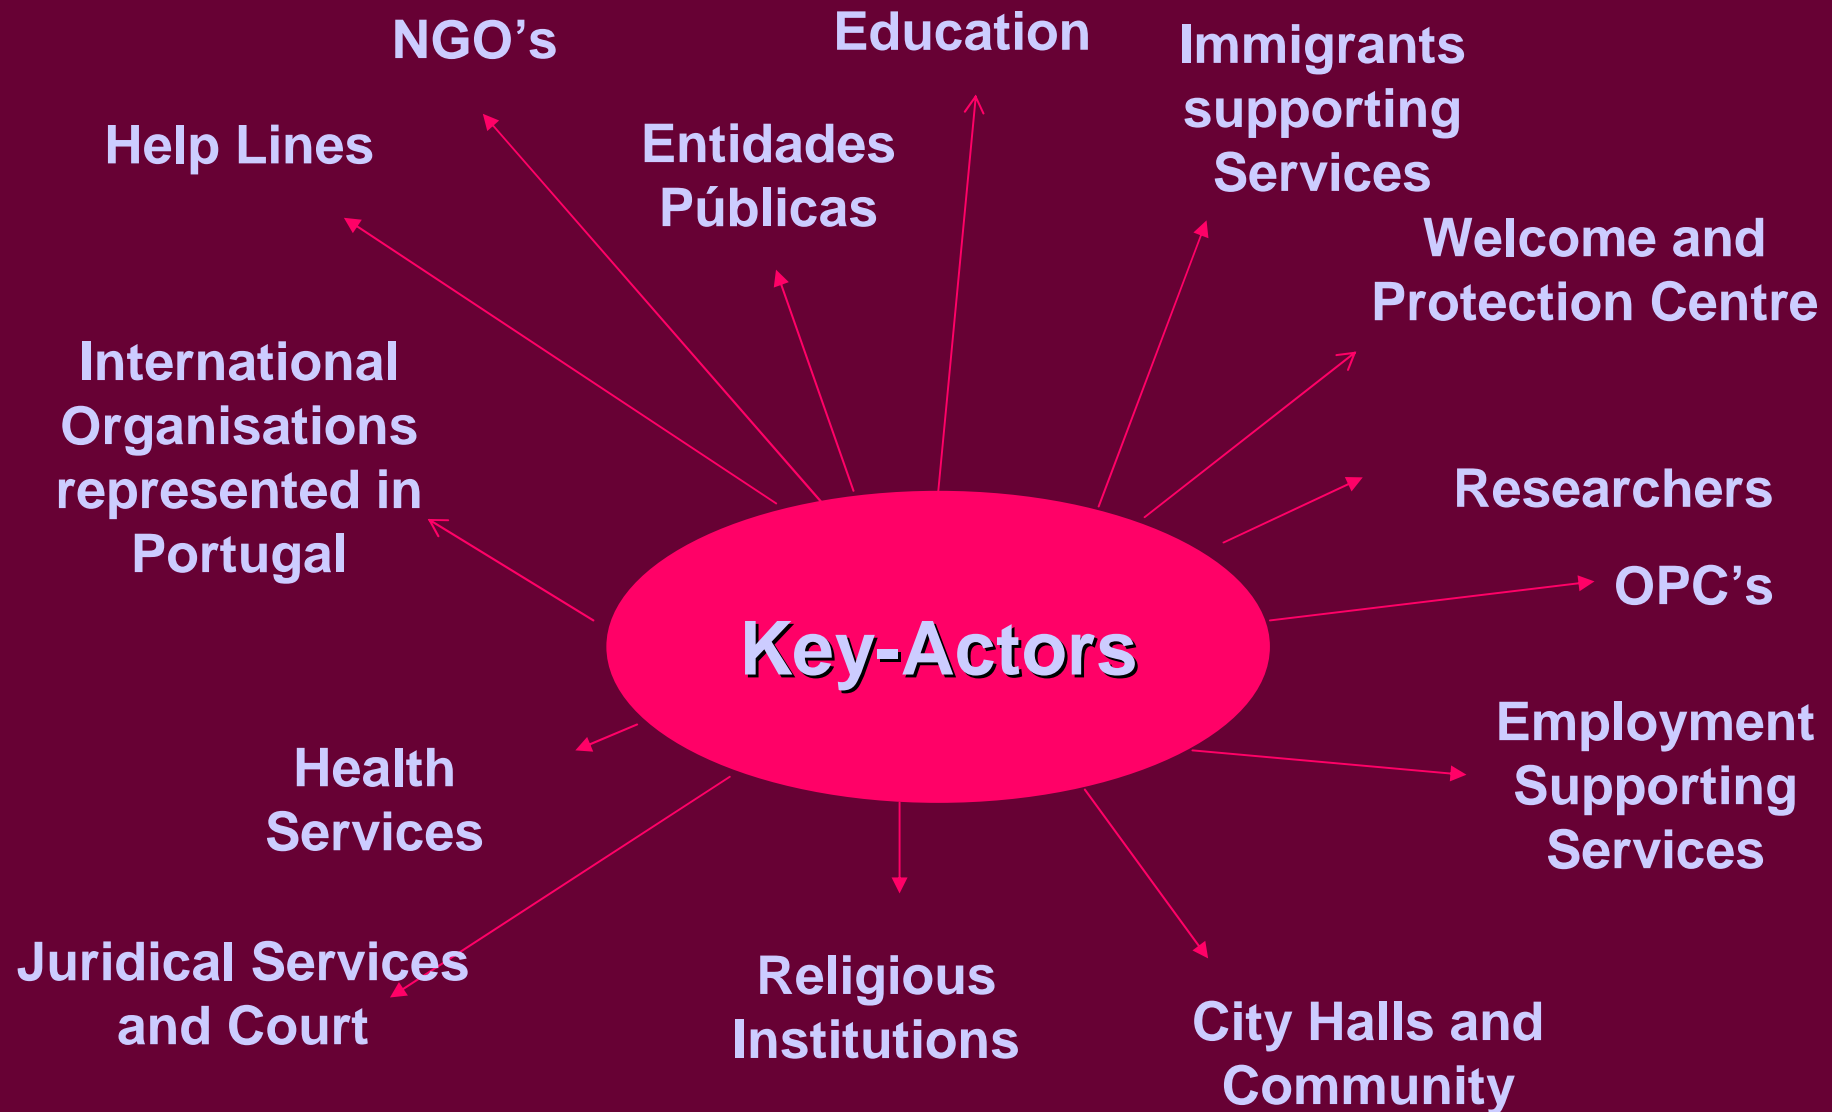 NGO’s
Education
Immigrants
supporting
Services
Help Lines
Entidades
Públicas
Welcome and
Protection Centre
International
Organisations
represented in
Portugal
Researchers
OPC’s
Key-Actors
Employment
Supporting
Services
Health
Services
Juridical Services
and Court
Religious
Institutions
City Halls and
Community